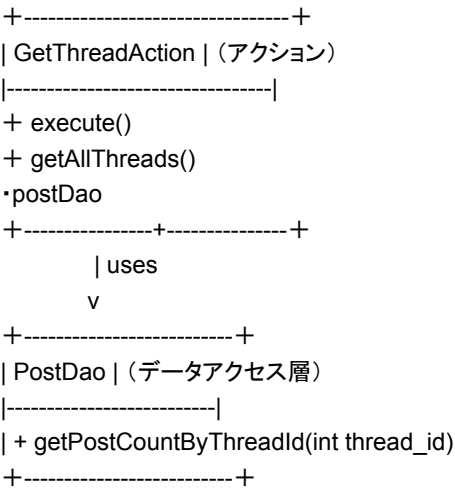 ＋---------------------------------＋
| GetThreadAction |（アクション）
|---------------------------------|
＋ execute()
＋ getAllThreads()
・postDao
＋----------------+---------------＋
| uses
v
＋--------------------------＋
| PostDao |（データアクセス層）
|--------------------------|
| + getPostCountByThreadId(int thread_id)
＋--------------------------＋